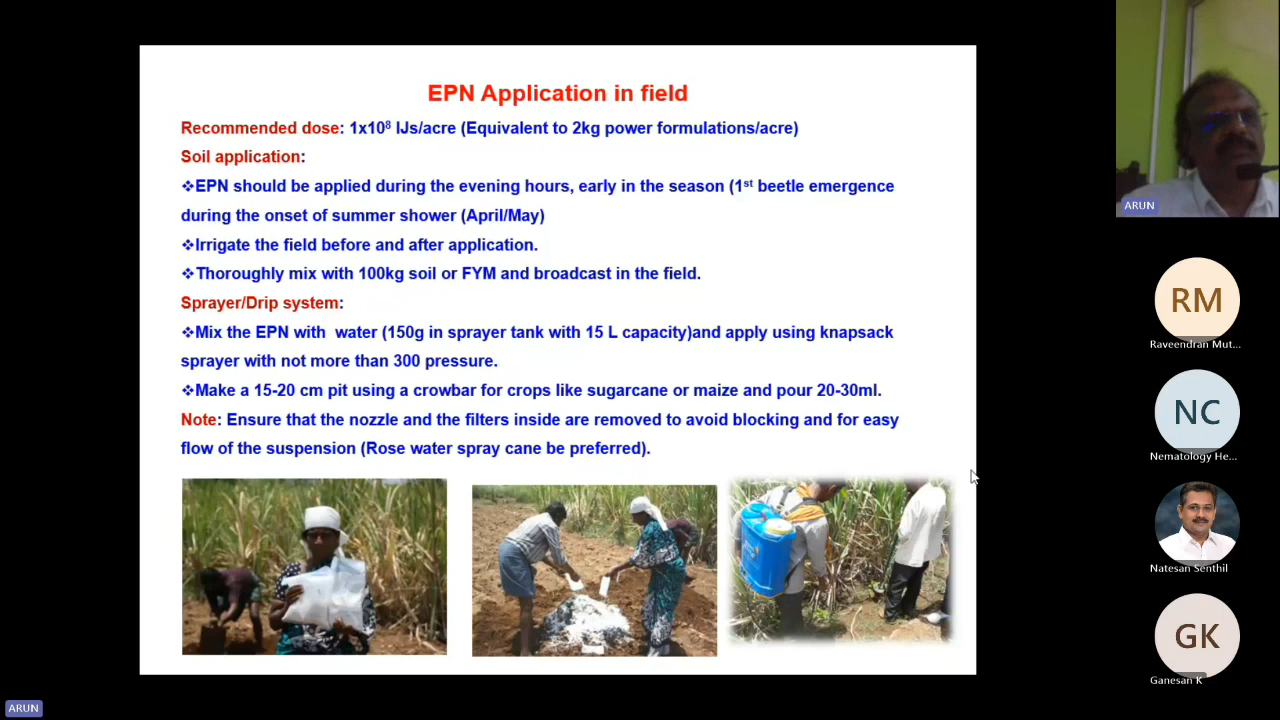 EPN Application in field
Recommended dose: 1x10⁸ IJs/acre (Equivalent to 2kg power formulations/acre)
Soil application:
❖EPN should be applied during the evening hours, early in the season (1st beetle emergence
during the onset of summer shower (April/May)
❖Irrigate the field before and after application.
❖Thoroughly mix with 100kg soil or FYM and broadcast in the field.
Sprayer/Drip system:
❖Mix the EPN with water (150g in sprayer tank with 15 L capacity)and apply using knapsack
sprayer with not more than 300 pressure.
❖Make a 15-20 cm pit using a crowbar for crops like sugarcane or maize and pour 20-30ml.
Note: Ensure that the nozzle and the filters inside are removed to avoid blocking and for easy
flow of the suspension (Rose water spray cane be preferred).
ARUN
RM
Raveendran Mut...
NC
Nematology He...
Natesan Senthil
GK
Ganesan K
ARUN